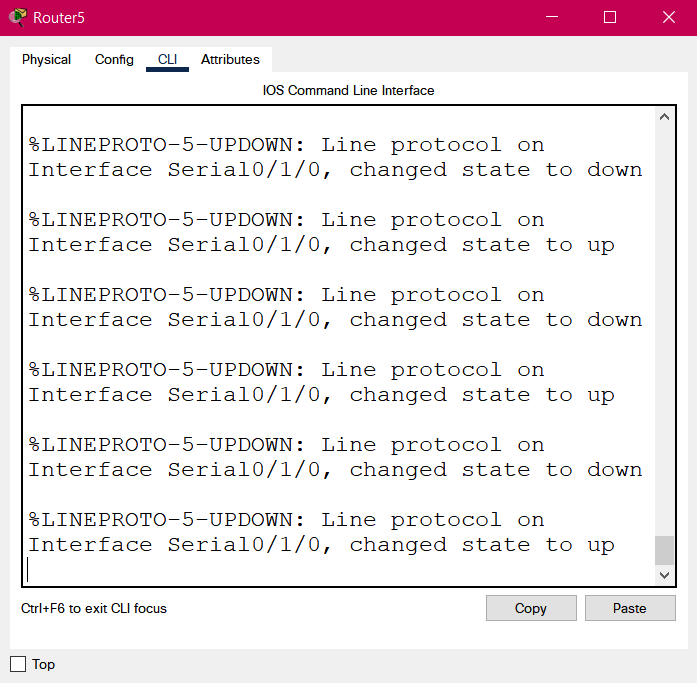 Router5
Physical Config CLI Attributes
IOS Command Line Interface
%LINEPROTO-5-UPDOWN: Line protocol on
Interface Serial0/1/0, changed state to down
%LINEPROTO-5-UPDOWN: Line protocol on
Interface Serial0/1/0, changed state to up
%LINEPROTO-5-UPDOWN: Line protocol on
Interface Serial0/1/0, changed state to down
%LINEPROTO-5-UPDOWN: Line protocol on
Interface Serial0/1/0, changed state to up
%LINEPROTO-5-UPDOWN: Line protocol on
Interface Serial0/1/0, changed state to down
%LINEPROTO-5-UPDOWN: Line protocol on
Interface Serial0/1/0, changed state to up
Ctrl+F6 to exit CLI focus
Copy Paste
Top